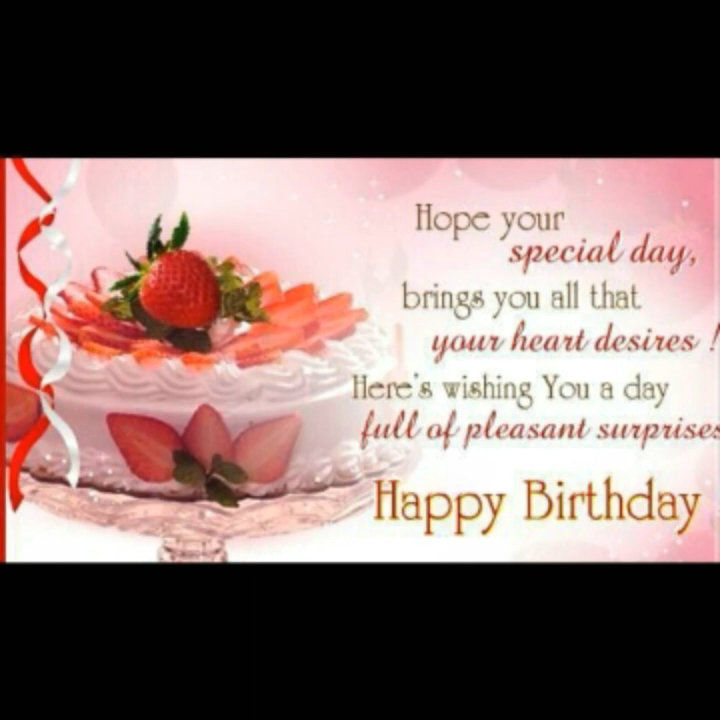 Hope your
special day,
brings you all that
your heart desires !
Here's wishing You a day
full of pleasant surprises
Happy Birthday